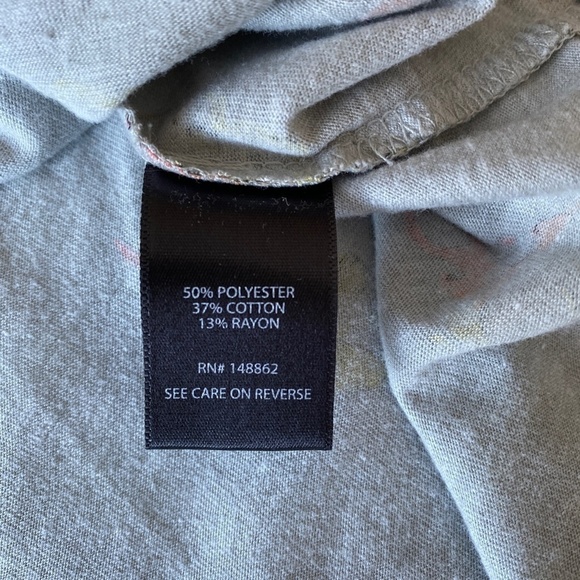 50% POLYESTER
37% COTTON
13% RAYON
RN# 148862
SEE CARE ON REVERSE